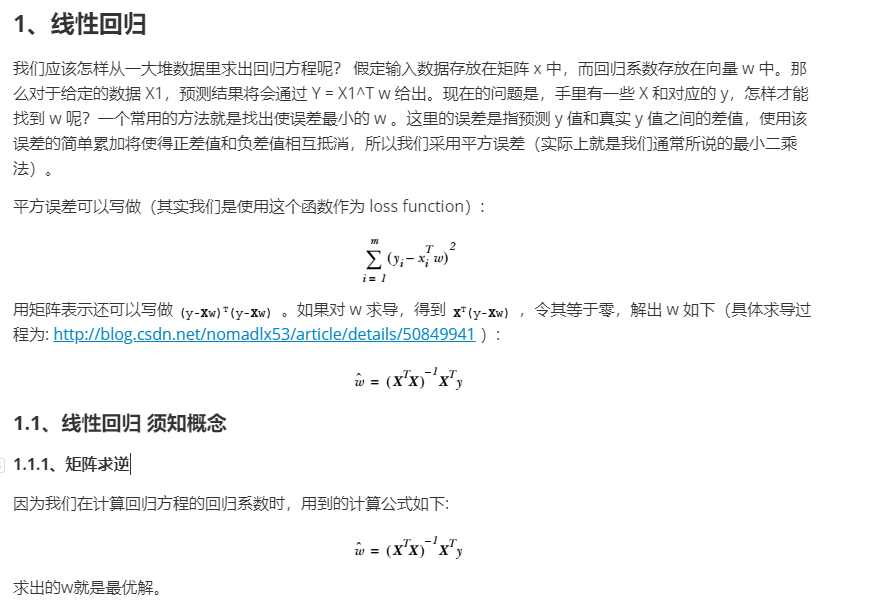 1、线性回归
我们应该怎样从一大堆数据里求出回归方程呢？ 假定输入数据存放在矩阵 x 中，而回归系数存放在向量 w 中。那
么对于给定的数据 X1，预测结果将会通过 Y = X1^T w 给出。现在的问题是，手里有一些 X 和对应的 y，怎样才能
找到 w 呢？一个常用的方法就是找出使误差最小的 w 。这里的误差是指预测 y 值和真实 y 值之间的差值，使用该
误差的简单累加将使得正差值和负差值相互抵消，所以我们采用平方误差（实际上就是我们通常所说的最小二乘
法）。
平方误差可以写做（其实我们是使用这个函数作为 loss function）:
∑_{i=1}^{m} (y_i − x_i^T w)^2
用矩阵表示还可以写做 (y-Xw)ᵀ(y-Xw) 。如果对 w 求导，得到 Xᵀ(y-Xw) ，令其等于零，解出 w 如下（具体求导过
程为: http://blog.csdn.net/nomadlx53/article/details/50849941 ）:
ŵ = (X^T X)^{-1} X^T y
1.1、线性回归 须知概念
1.1.1、矩阵求逆
因为我们在计算回归方程的回归系数时，用到的计算公式如下:
ŵ = (X^T X)^{-1} X^T y
求出的w就是最优解。